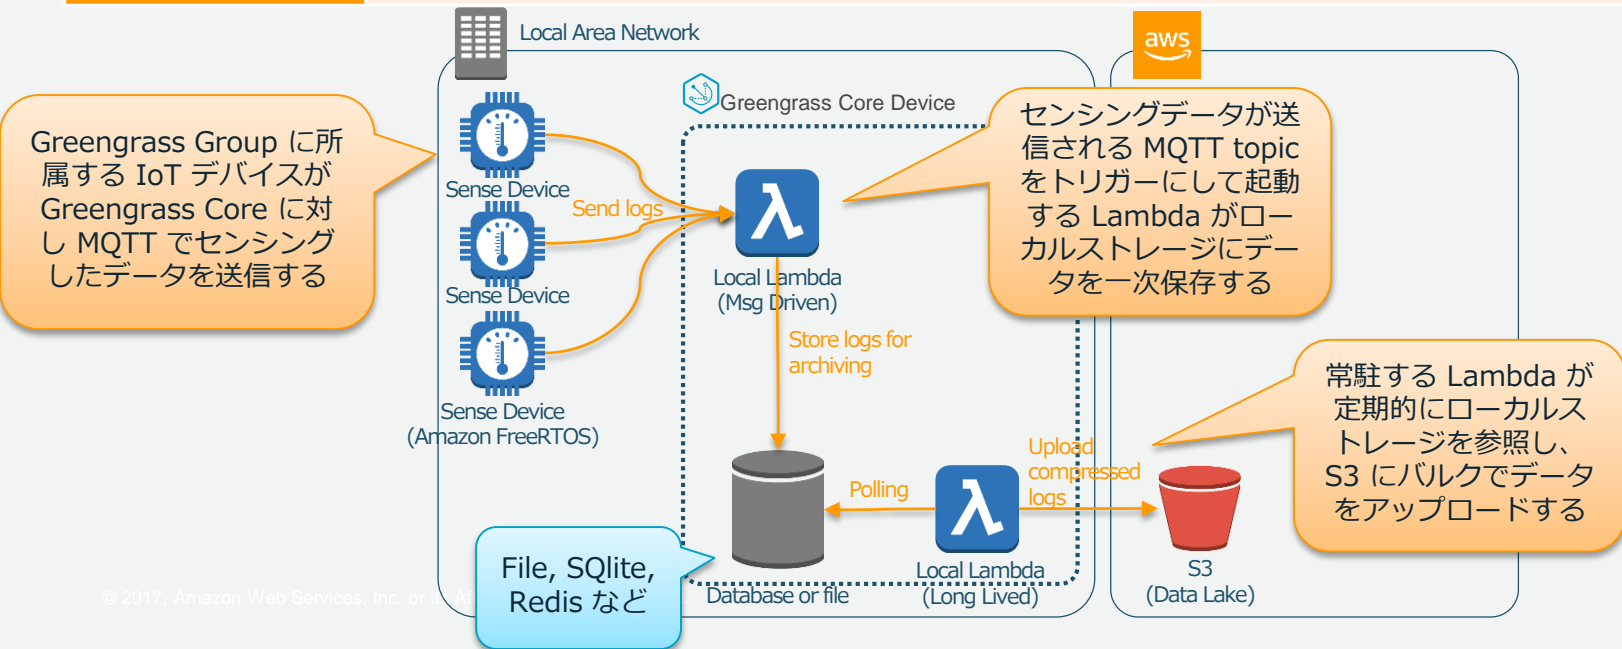 Local Area Network
aws
Greengrass Core Device
Greengrass Group に所
属する IoT デバイスが
Greengrass Core に対
し MQTT でセンシング
したデータを送信する
センシングデータが送
信される MQTT topic
をトリガーにして起動
する Lambda がロー
カルストレージにデー
タを一次保存する
Sense Device
Send logs
Sense Device
Sense Device
(Amazon FreeRTOS)
Local Lambda
(Msg Driven)
Store logs for
archiving
常駐する Lambda が
定期的にローカルス
トレージを参照し、
S3 にバルクでデータ
をアップロードする
Polling
Upload
compressed
logs
File, SQlite,
Redis など
Database or file
Local Lambda
(Long Lived)
S3
(Data Lake)
© 2017, Amazon Web Services, Inc. or